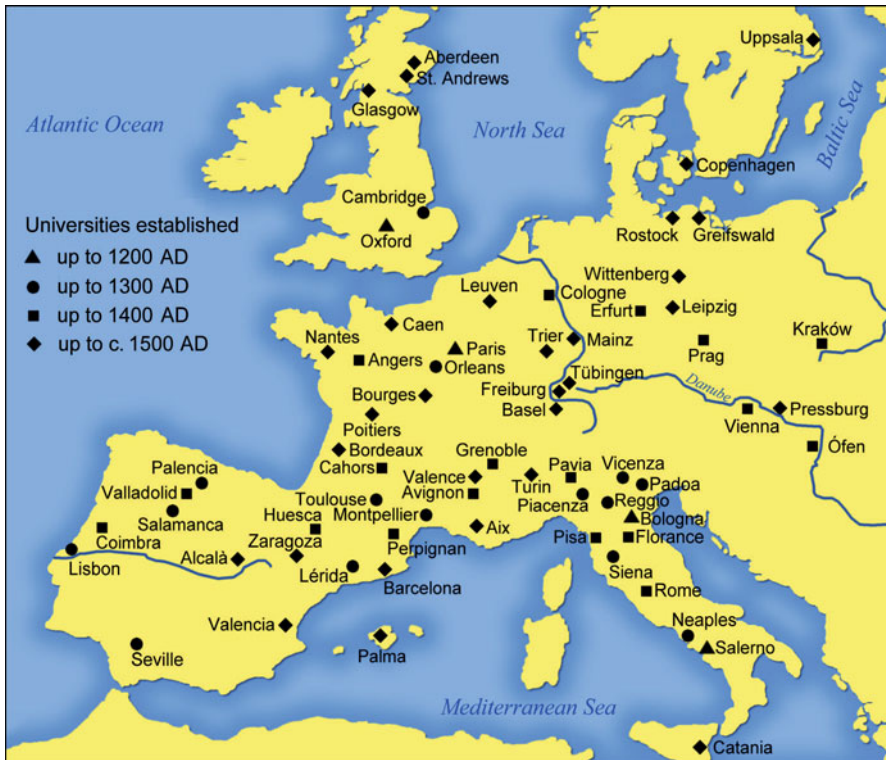 Uppsala
Aberdeen
St. Andrews
Glasgow
Atlantic Ocean
North Sea
Baltic Sea
Copenhagen
Cambridge
Oxford
Universities established
up to 1200 AD
up to 1300 AD
up to 1400 AD
up to c. 1500 AD
Rostock
Greifswald
Wittenberg
Leuven
Cologne
Erfurt
Leipzig
Caen
Nantes
Angers
Paris
Orleans
Trier
Mainz
Prag
Kraków
Tübingen
Freiburg
Basel
Danube
Bourges
Poitiers
Vienna
Pressburg
Ófen
Bordeaux
Cahors
Grenoble
Valence
Avignon
Turin
Pavia
Piacenza
Vicenza
Padoa
Reggio
Bologna
Palencia
Valladolid
Salamanca
Coimbra
Lisbon
Alcalà
Huesca
Zaragoza
Toulouse
Montpellier
Aix
Perpignan
Lérida
Barcelona
Pisa
Florance
Siena
Rome
Valencia
Palma
Seville
Neaples
Salerno
Mediterranean Sea
Catania